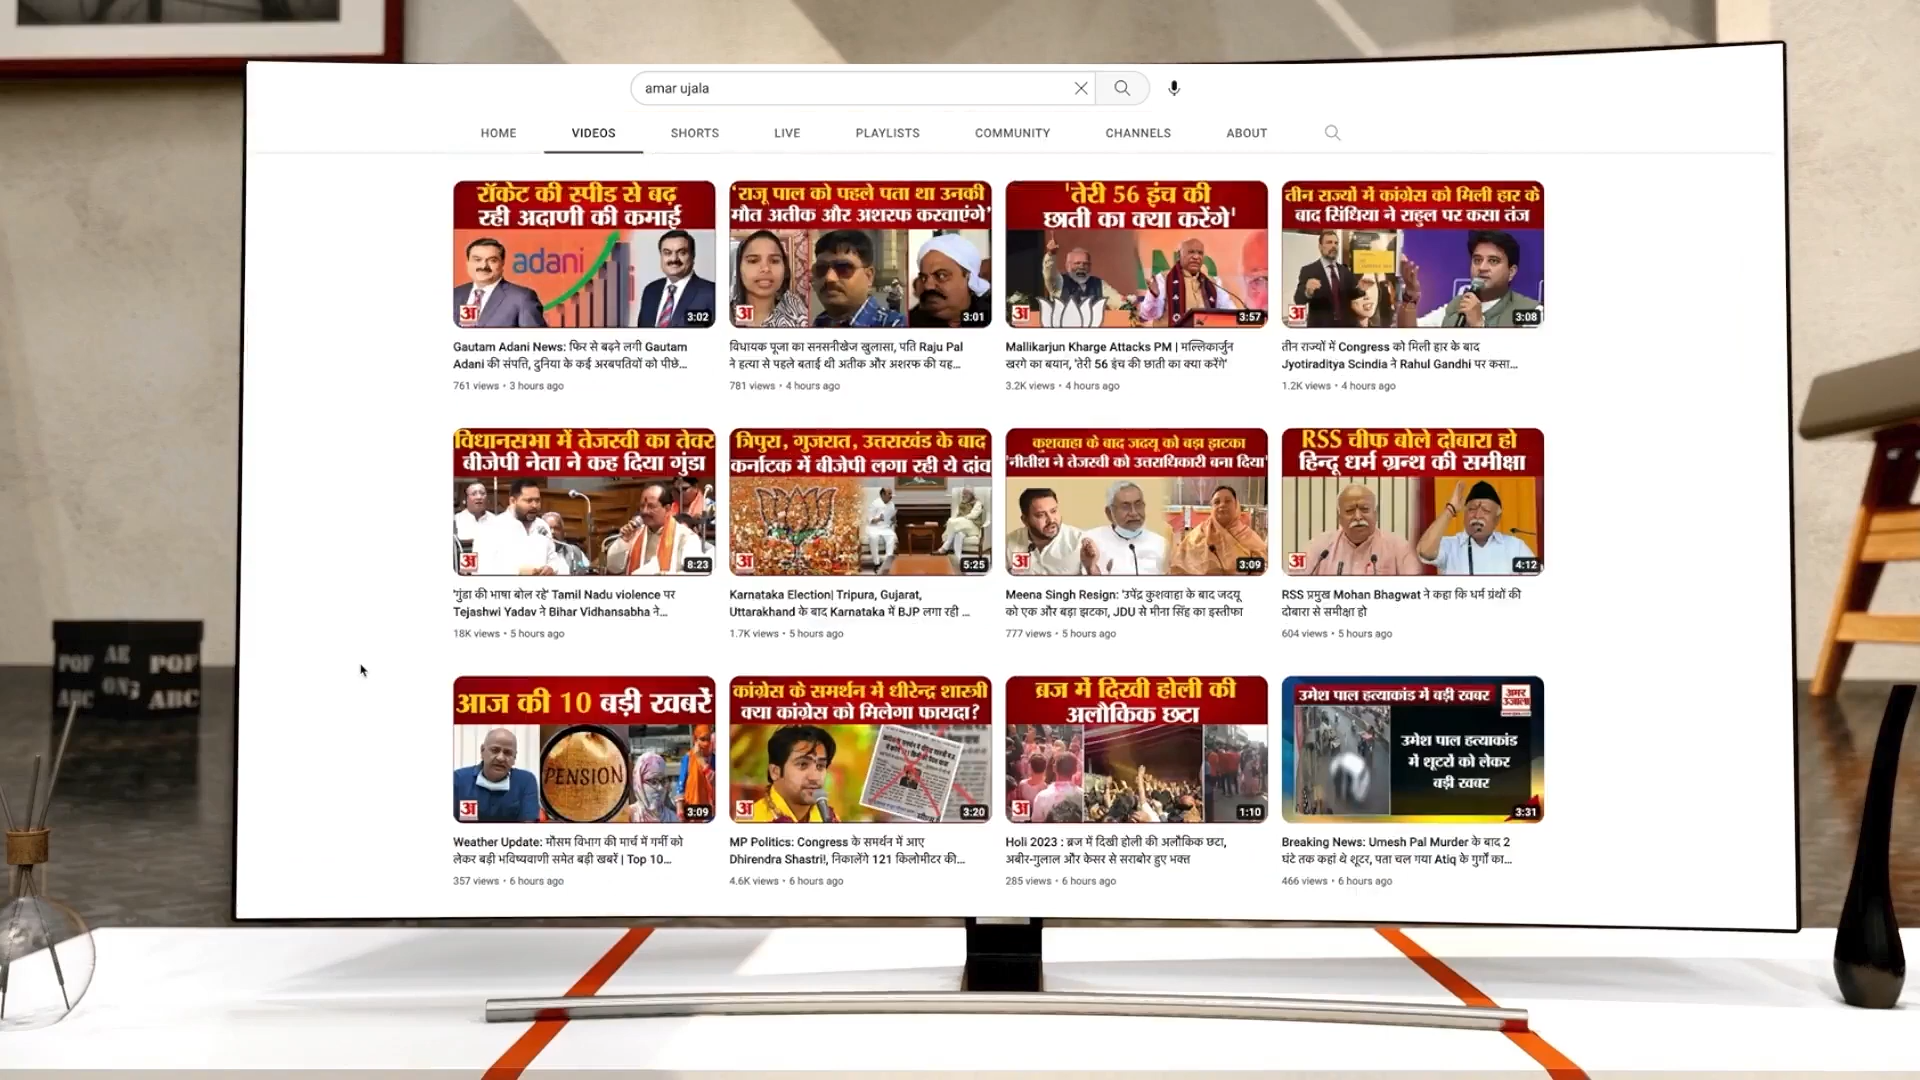 amar ujala
HOME VIDEOS SHORTS LIVE PLAYLISTS COMMUNITY CHANNELS ABOUT
रॉकेट की स्पीड से बढ़
रही अदाणी की कमाई
adani
अ
3:02
Gautam Adani News: फिर से बढ़ने लगी Gautam
Adani की संपत्ति, दुनिया के कई अरबपतियों को पीछे...
761 views • 3 hours ago
'राजू पाल को पहले पता था उनकी
मौत अतीक और अशरफ करवाएंगे'
अ
3:01
विधायक पूजा का सनसनीखेज खुलासा, पति Raju Pal
ने हत्या से पहले बताई थी अतीक और अशरफ की यह...
781 views • 4 hours ago
'तेरी 56 इंच की
छाती का क्या करेंगे'
अ
3:57
Mallikarjun Kharge Attacks PM | मल्लिकार्जुन
खरगे का बयान, 'तेरी 56 इंच की छाती का क्या करेंगे'
3.2K views • 4 hours ago
तीन राज्यों में कांग्रेस को मिली हार के
बाद सिंधिया ने राहुल पर कसा तंज
अ
3:08
तीन राज्यों में Congress को मिली हार के बाद
Jyotiraditya Scindia ने Rahul Gandhi पर कसा...
1.2K views • 4 hours ago
विधानसभा में तेजस्वी का तेवर
बीजेपी नेता ने कह दिया गुंडा
अ
8:23
'गुंडा की भाषा बोल रहे' Tamil Nadu violence पर
Tejashwi Yadav ने Bihar Vidhansabha ने...
18K views • 5 hours ago
त्रिपुरा, गुजरात, उत्तराखंड के बाद
कर्नाटक में बीजेपी लगा रही ये दांव
अ
5:25
Karnataka Election| Tripura, Gujarat,
Uttarakhand के बाद Karnataka में BJP लगा रही ...
1.7K views • 5 hours ago
कुशवाहा के बाद जदयू को बड़ा झटका
'नीतीश ने तेजस्वी को उत्तराधिकारी बना दिया'
अ
3:09
Meena Singh Resign: 'उपेंद्र कुशवाहा के बाद जदयू
को एक और बड़ा झटका, JDU से मीना सिंह का इस्तीफा
777 views • 5 hours ago
RSS चीफ बोले दोबारा हो
हिन्दू धर्म ग्रन्थ की समीक्षा
अ
4:12
RSS प्रमुख Mohan Bhagwat ने कहा कि धर्म ग्रंथों की
दोबारा से समीक्षा हो
604 views • 5 hours ago
आज की 10 बड़ी खबरें
PENSION
अ
3:09
Weather Update: मौसम विभाग की मार्च में गर्मी को
लेकर बड़ी भविष्यवाणी समेत बड़ी खबरें | Top 10...
357 views • 6 hours ago
कांग्रेस के समर्थन में धीरेन्द्र शास्त्री
क्या कांग्रेस को मिलेगा फायदा?
अ
3:20
MP Politics: Congress के समर्थन में आए
Dhirendra Shastri!, निकालेंगे 121 किलोमीटर की...
4.6K views • 6 hours ago
ब्रज में दिखी होली की
अलौकिक छटा
अ
1:10
Holi 2023 : ब्रज में दिखी होली की अलौकिक छटा,
अबीर-गुलाल और केसर से सराबोर हुए भक्त
285 views • 6 hours ago
उमेश पाल हत्याकांड में बड़ी खबर
अमर
उजाला
उमेश पाल हत्याकांड
में शूटरों को लेकर
बड़ी खबर
3:31
Breaking News: Umesh Pal Murder के बाद 2
घंटे तक कहां थे शूटर, पता चल गया Atiq के गुर्गों का...
466 views • 6 hours ago
ABC